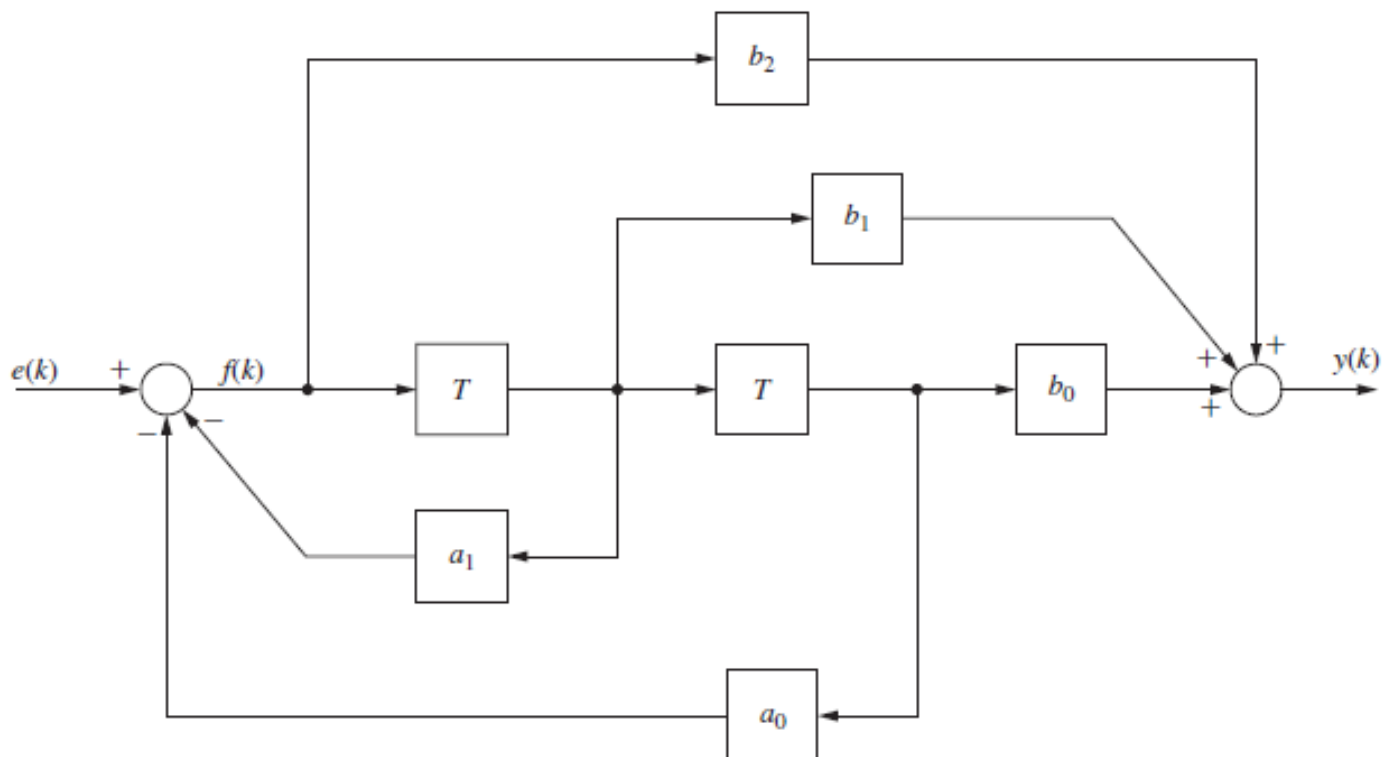 b₂
b₁
e(k) + f(k) T T b₀ + + + y(k)
− −
a₁
a₀